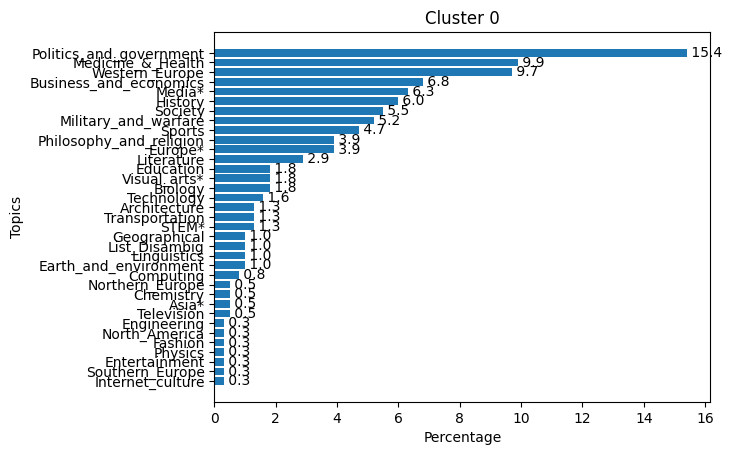 Cluster 0
Politics_and_government 15.4
Medicine_&_Health 9.9
Western_Europe 9.7
Business_and_economics 6.8
Media* 6.3
History 6.0
Society 5.5
Military_and_warfare 5.2
Sports 4.7
Philosophy_and_religion 3.9
Europe* 3.9
Literature 2.9
Education 1.8
Visual_arts* 1.8
Biology 1.8
Technology 1.6
Architecture 1.3
Transportation 1.3
STEM* 1.3
Geographical 1.0
List_Disambig 1.0
Linguistics 1.0
Earth_and_environment 1.0
Computing 0.8
Northern_Europe 0.5
Chemistry 0.5
Asia* 0.5
Television 0.5
Engineering 0.3
North_America 0.3
Fashion 0.3
Physics 0.3
Entertainment 0.3
Southern_Europe 0.3
Internet_culture 0.3
Topics
0 2 4 6 8 10 12 14 16
Percentage